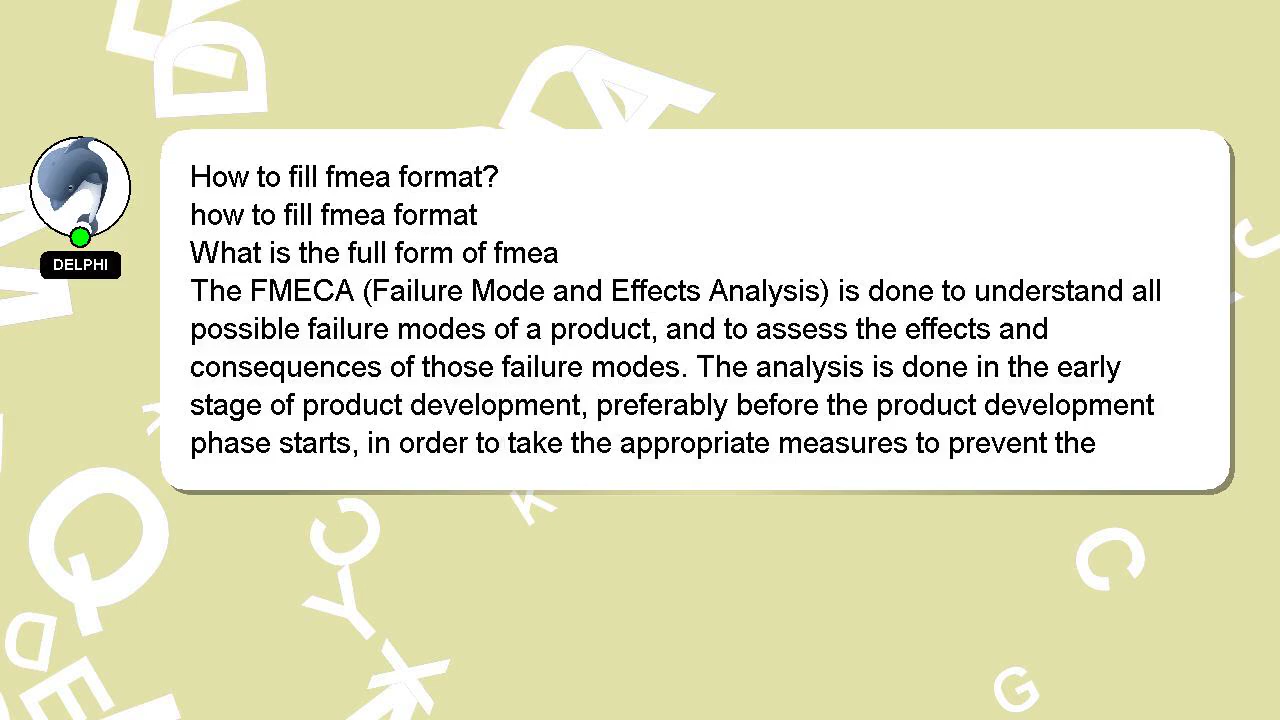 How to fill fmea format?
how to fill fmea format
What is the full form of fmea
The FMECA (Failure Mode and Effects Analysis) is done to understand all
possible failure modes of a product, and to assess the effects and
consequences of those failure modes. The analysis is done in the early
stage of product development, preferably before the product development
phase starts, in order to take the appropriate measures to prevent the
DELPHI